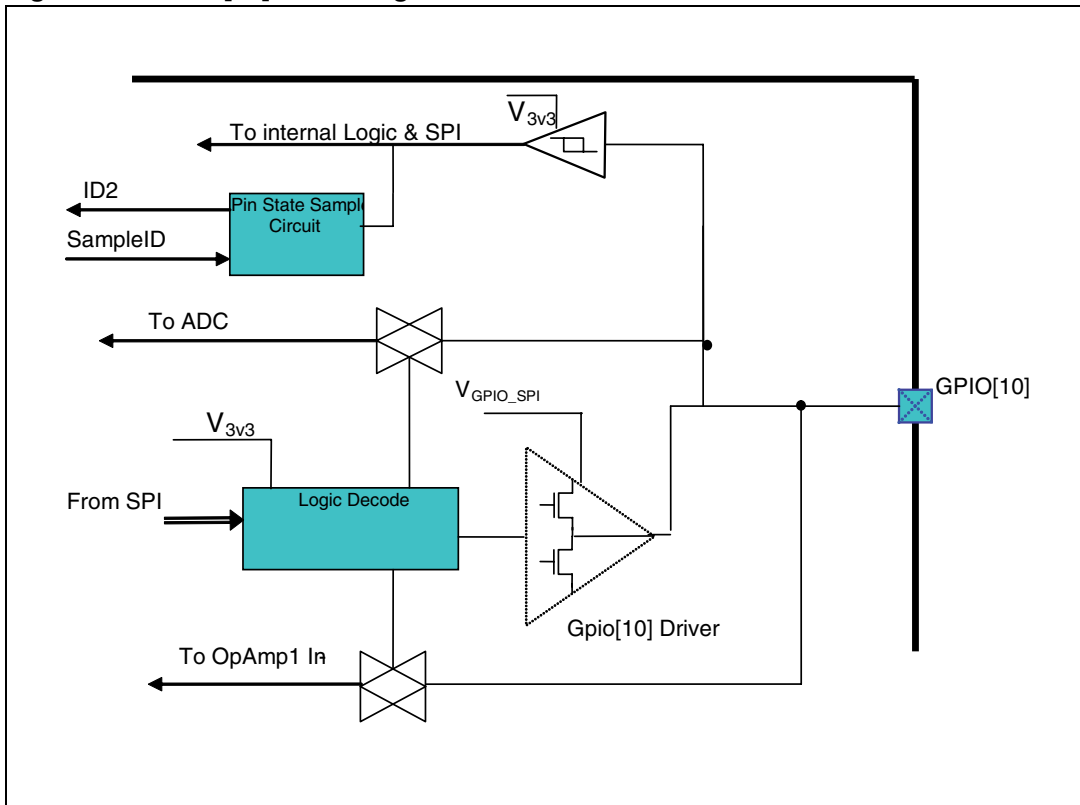 V3v3
To internal Logic & SPI
ID2
Pin State Sample
Circuit
SampleID
To ADC
VGPIO_SPI
GPIO[10]
V3v3
From SPI
Logic Decode
Gpio[10] Driver
To OpAmp1 In-